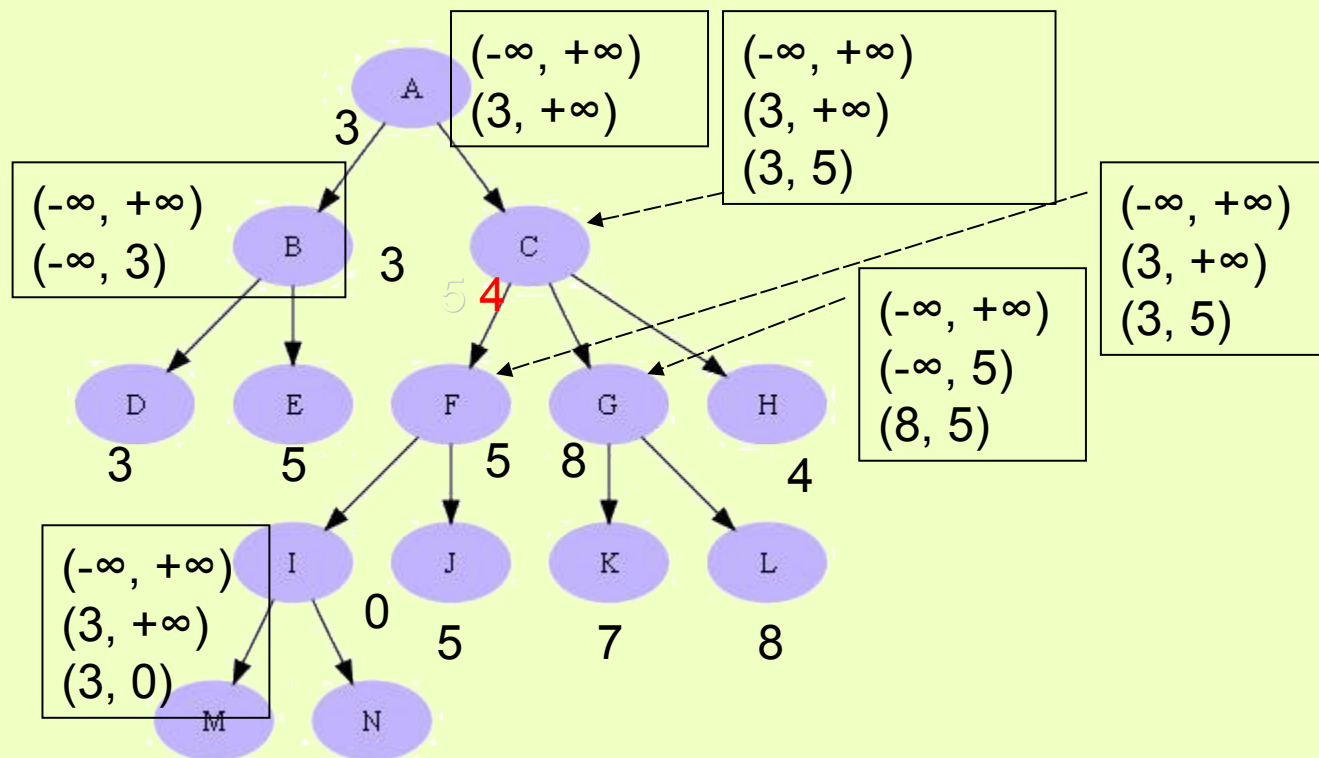 A
(-∞, +∞)
(3, +∞)
(-∞, +∞)
(3, +∞)
(3, 5)
3
(-∞, +∞)
(-∞, 3)
B
3
C
5 4
(-∞, +∞)
(3, +∞)
(3, 5)
(-∞, +∞)
(-∞, 5)
(8, 5)
D
E
F
G
H
3
5
5
8
4
(-∞, +∞)
(3, +∞)
(3, 0)
I
J
K
L
0
5
7
8
M
N